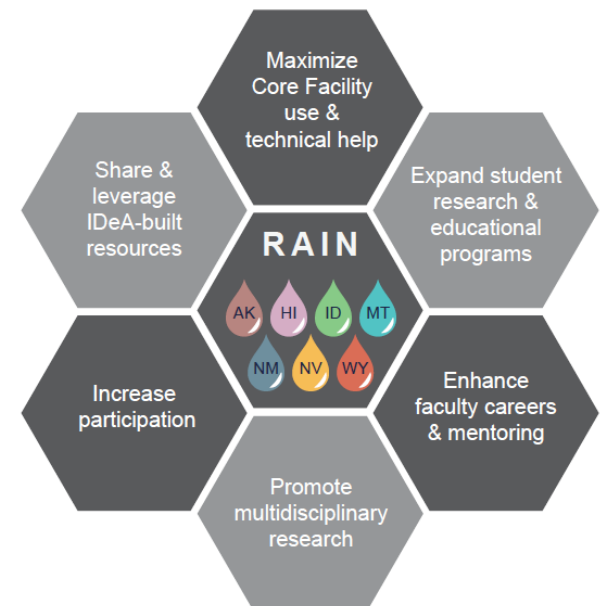 Maximize
Core Facility
use &
technical help
Share &
leverage
IDeA-built
resources
Expand student
research &
educational
programs
RAIN
AK HI ID MT
NM NV WY
Increase
participation
Enhance
faculty careers
& mentoring
Promote
multidisciplinary
research